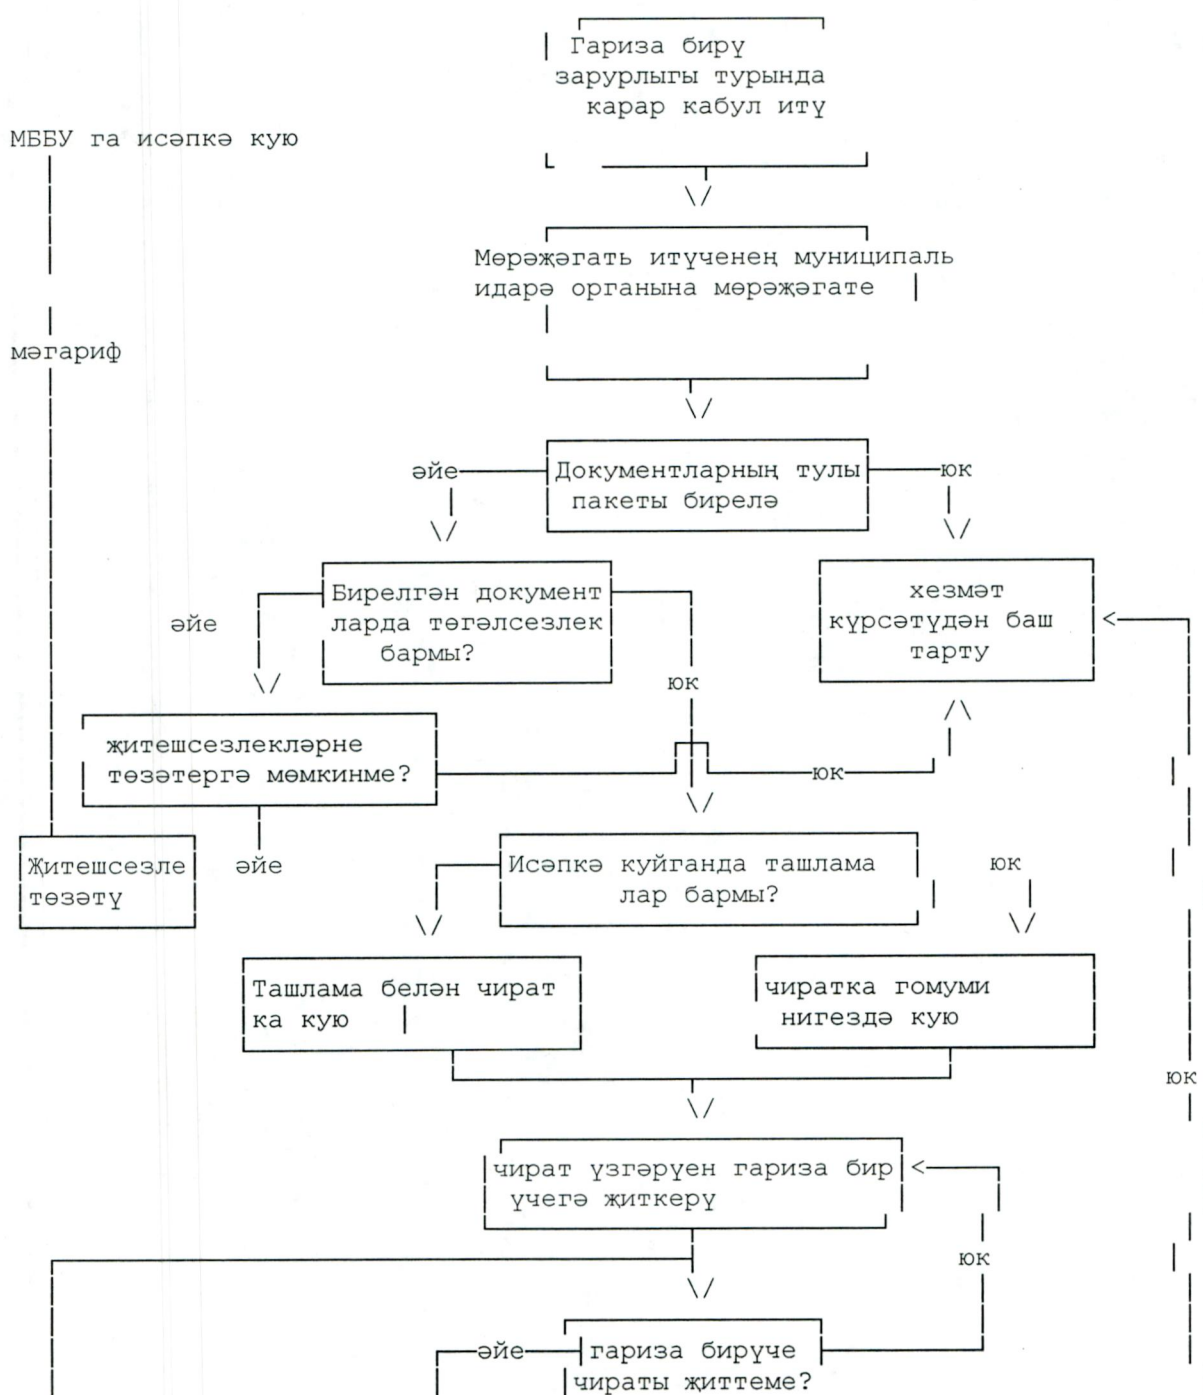 Гариза бирү
зарурлыгы турында
карар кабул итү
МББУ га исәпкә кую
Мөрәҗәгать итүченең муниципаль
идарә органына мөрәҗәгате
мәгариф
әйе
Документларның тулы
пакеты бирелә
юк
Бирелгән документ
ларда төгәлсезлек
бармы?
әйе
юк
хезмәт
күрсәтүдән баш
тарту
җитешсезлекләрне
төзәтергә мөмкинме?
юк
Җитешсезле
төзәтү
әйе
Исәпкә куйганда ташлама
лар бармы?
юк
Ташлама белән чират
ка кую
чиратка гомуми
нигездә кую
юк
чират үзгәрүен гариза бир
үчегә җиткерү
юк
әйе
гариза бирүче
чираты җиттеме?